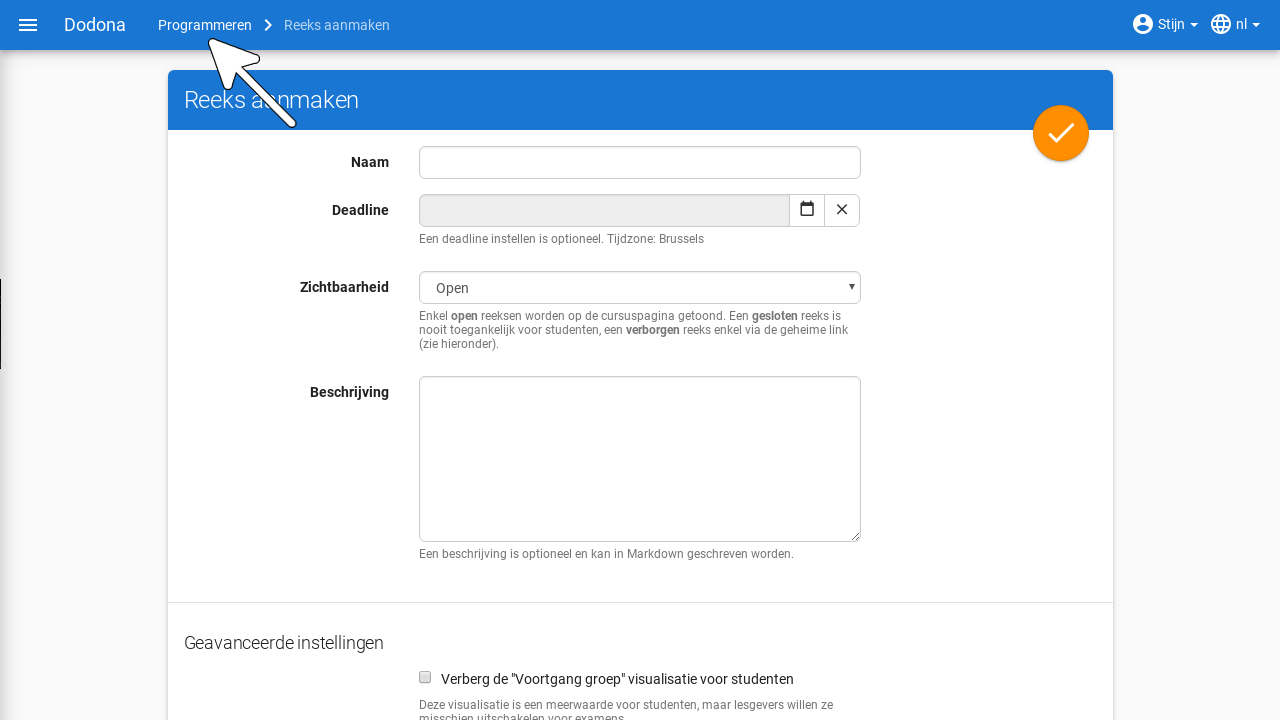 Dodona Programmeren Reeks aanmaken Stijn nl
Reeks aanmaken
Naam
Deadline
Een deadline instellen is optioneel. Tijdzone: Brussels
Zichtbaarheid Open
Enkel open reeksen worden op de cursuspagina getoond. Een gesloten reeks is
nooit toegankelijk voor studenten, een verborgen reeks enkel via de geheime link
(zie hieronder).
Beschrijving
Een beschrijving is optioneel en kan in Markdown geschreven worden.
Geavanceerde instellingen
Verberg de "Voortgang groep" visualisatie voor studenten
Deze visualisatie is een meerwaarde voor studenten, maar lesgevers willen ze
misschien uitschakelen voor examens.